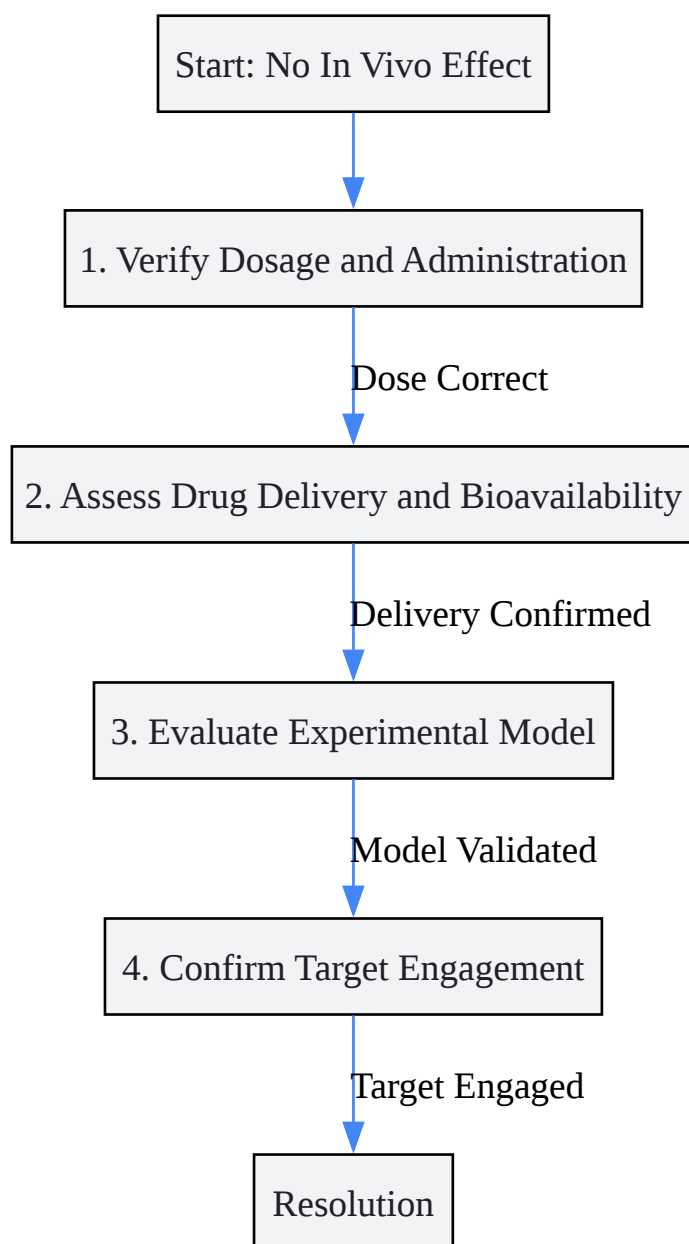 Start: No In Vivo Effect
1. Verify Dosage and Administration
Dose Correct
2. Assess Drug Delivery and Bioavailability
Delivery Confirmed
3. Evaluate Experimental Model
Model Validated
4. Confirm Target Engagement
Target Engaged
Resolution